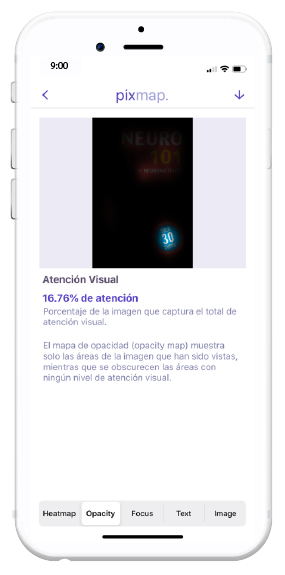 9:00
pixmap.
NEURO
101
30
Atención Visual
16.76% de atención
Porcentaje de la imagen que captura el total de
atención visual.
El mapa de opacidad (opacity map) muestra
solo las áreas de la imagen que han sido vistas,
mientras que se obscurecen las áreas con
ningún nivel de atención visual.
Heatmap Opacity Focus Text Image